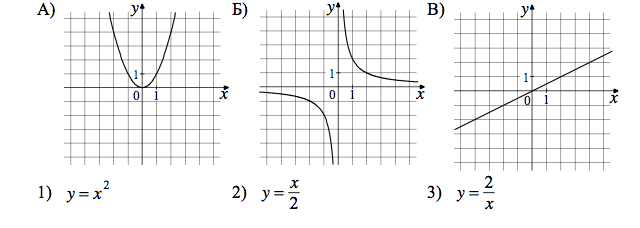 А) Б) В)
y y y
1 1 1
0 1 x 0 1 x 0 1 x
1) y = x² 2) y = x/2 3) y = 2/x